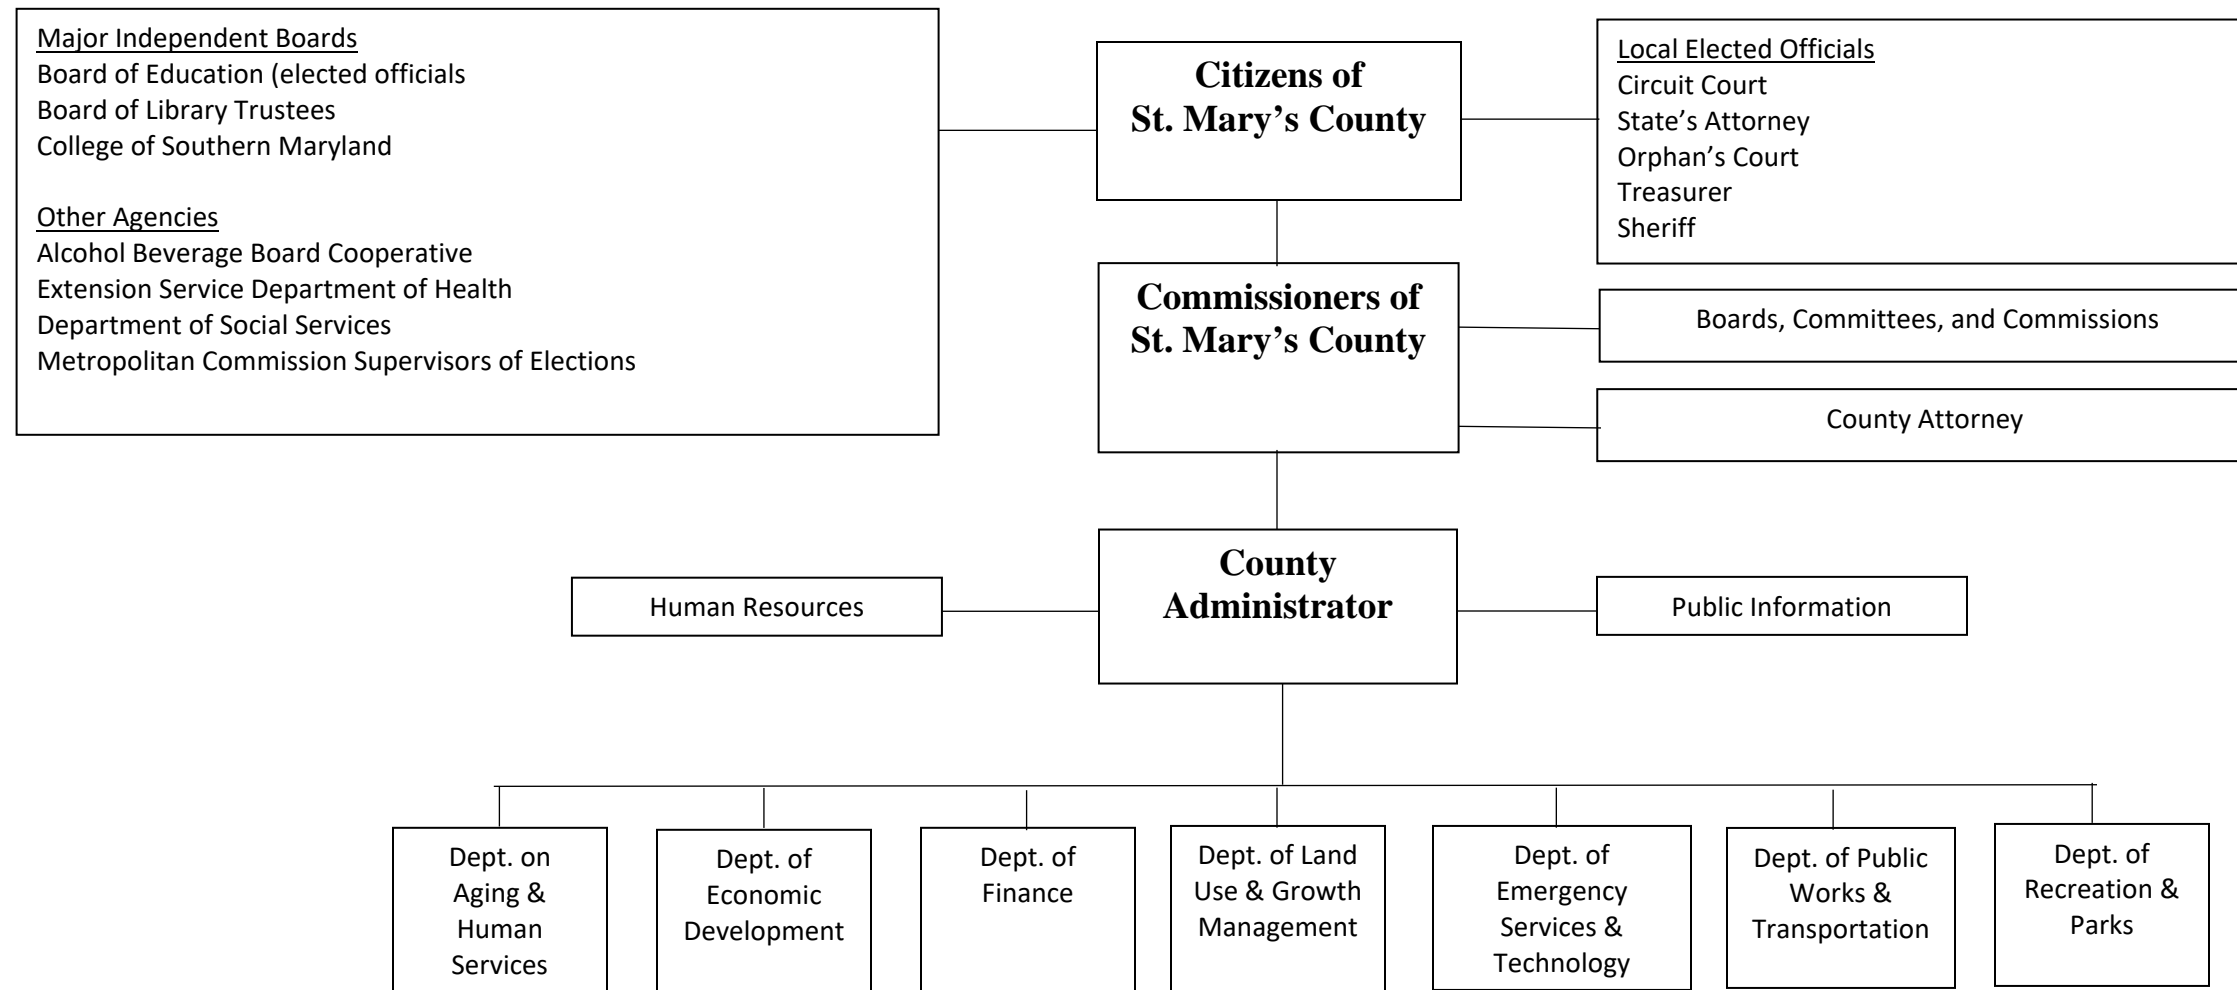 Major Independent Boards
Board of Education (elected officials
Board of Library Trustees
College of Southern Maryland
Other Agencies
Alcohol Beverage Board Cooperative
Extension Service Department of Health
Department of Social Services
Metropolitan Commission Supervisors of Elections
Citizens of
St. Mary’s County
Local Elected Officials
Circuit Court
State’s Attorney
Orphan’s Court
Treasurer
Sheriff
Commissioners of
St. Mary’s County
Boards, Committees, and Commissions
County Attorney
County
Administrator
Human Resources
Public Information
Dept. on
Aging &
Human
Services
Dept. of
Economic
Development
Dept. of
Finance
Dept. of Land
Use & Growth
Management
Dept. of
Emergency
Services &
Technology
Dept. of Public
Works &
Transportation
Dept. of
Recreation &
Parks